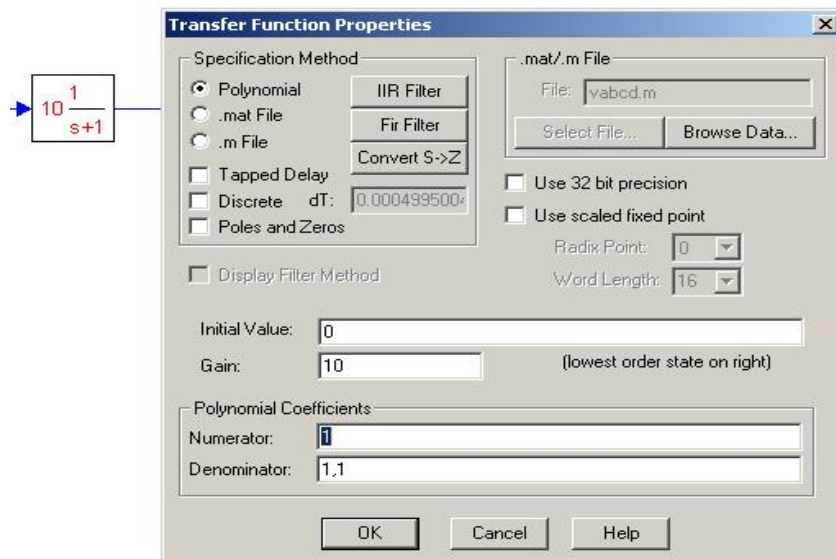 10 1
s+1
Transfer Function Properties
Specification Method
Polynomial
IIR Filter
.mat File
Fir Filter
.m File
Convert S->Z
Tapped Delay
Discrete dT: 0.0004995004
Poles and Zeros
Display Filter Method
.mat/.m File
File: vabcd.m
Select File... Browse Data...
Use 32 bit precision
Use scaled fixed point
Radix Point: 0
Word Length: 16
Initial Value: 0
Gain: 10 (lowest order state on right)
Polynomial Coefficients
Numerator: 1
Denominator: 1,1
OK Cancel Help